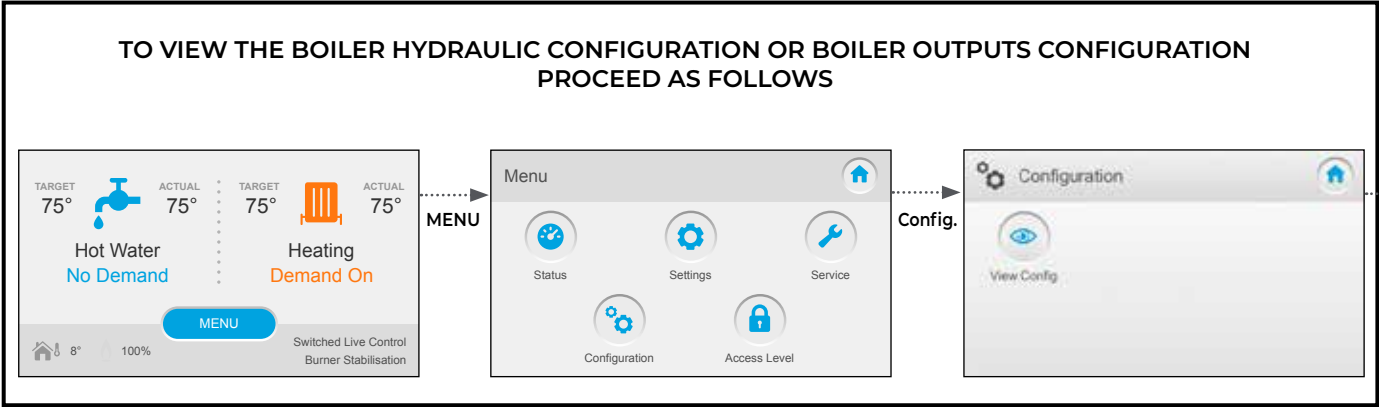 TO VIEW THE BOILER HYDRAULIC CONFIGURATION OR BOILER OUTPUTS CONFIGURATION
PROCEED AS FOLLOWS
TARGET ACTUAL TARGET ACTUAL
75° 75° 75° 75°
Hot Water Heating
No Demand Demand On
MENU
8° 100% Switched Live Control
Burner Stabilisation
MENU
Menu
Status Settings Service
Configuration Access Level
Config.
Configuration
View Config